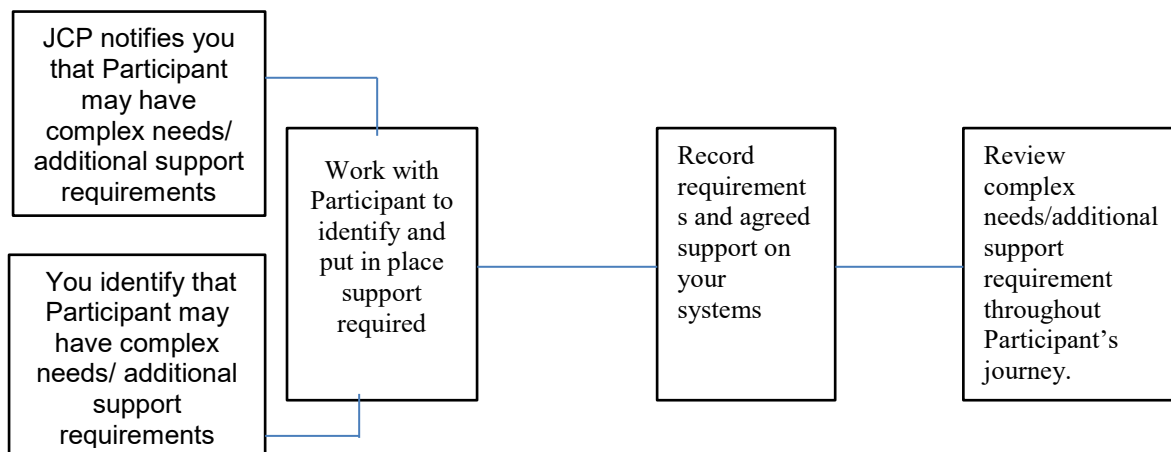 JCP notifies you
that Participant
may have
complex needs/
additional support
requirements
You identify that
Participant may
have complex
needs/ additional
support
requirements
Work with
Participant to
identify and
put in place
support
required
Record
requirement
s and agreed
support on
your
systems
Review
complex
needs/additional
support
requirement
throughout
Participant’s
journey.